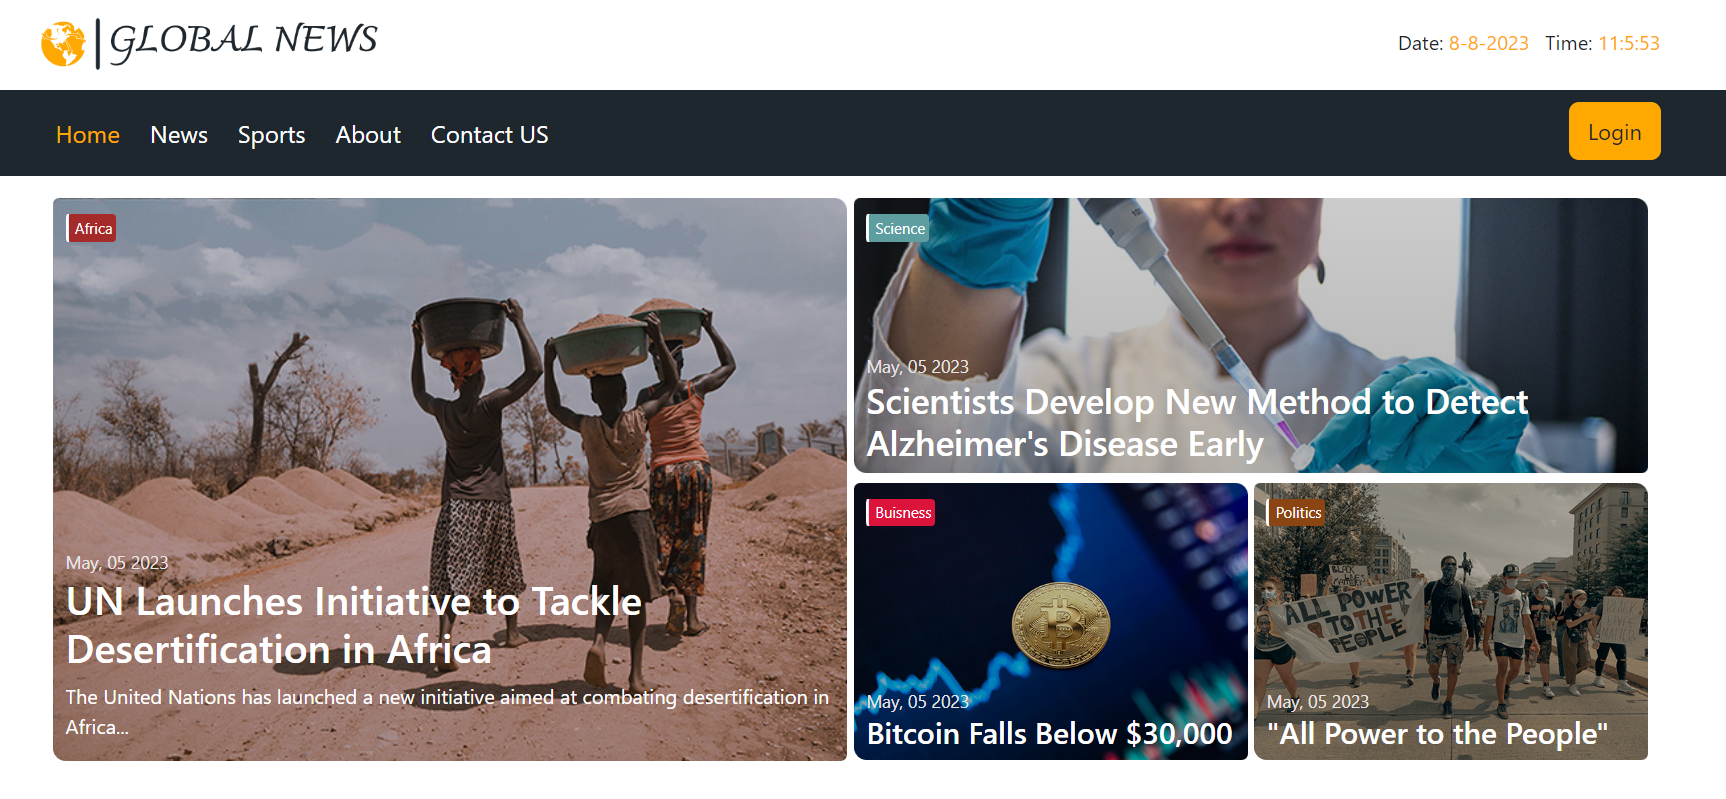 GLOBAL NEWS
Date: 8-8-2023 Time: 11:5:53
Home News Sports About Contact US
Login
Africa
May, 05 2023
UN Launches Initiative to Tackle
Desertification in Africa
The United Nations has launched a new initiative aimed at combating desertification in
Africa...
Science
May, 05 2023
Scientists Develop New Method to Detect
Alzheimer's Disease Early
Buisness
B
May, 05 2023
Bitcoin Falls Below $30,000
Politics
BLACK
ALL POWER
TO THE
PEOPLE
May, 05 2023
"All Power to the People"